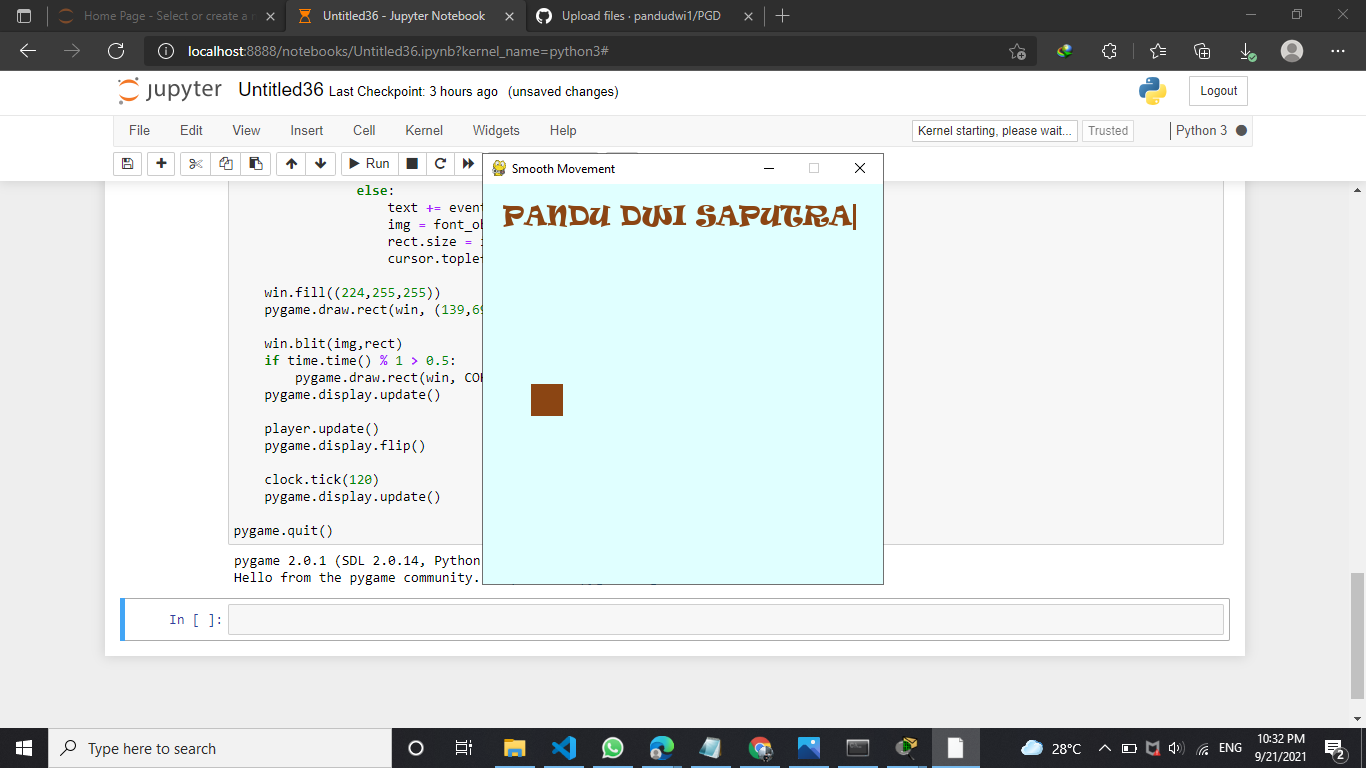 Home Page - Select or create a n
Untitled36 - Jupyter Notebook
Upload files · pandudwi1/PGD
localhost:8888/notebooks/Untitled36.ipynb?kernel_name=python3#
jupyter Untitled36 Last Checkpoint: 3 hours ago (unsaved changes)
Logout
File Edit View Insert Cell Kernel Widgets Help
Kernel starting, please wait... Trusted Python 3
Run
Smooth Movement
PANDU DWI SAPUTRA
else:
text += event
img = font_ob
rect.size =
cursor.toplet
win.fill((224,255,255))
pygame.draw.rect(win, (139,69
win.blit(img,rect)
if time.time() % 1 > 0.5:
pygame.draw.rect(win, COL
pygame.display.update()
player.update()
pygame.display.flip()
clock.tick(120)
pygame.display.update()
pygame.quit()
pygame 2.0.1 (SDL 2.0.14, Python
Hello from the pygame community.
In [ ]:
Type here to search
28°C
ENG
10:32 PM
9/21/2021
2